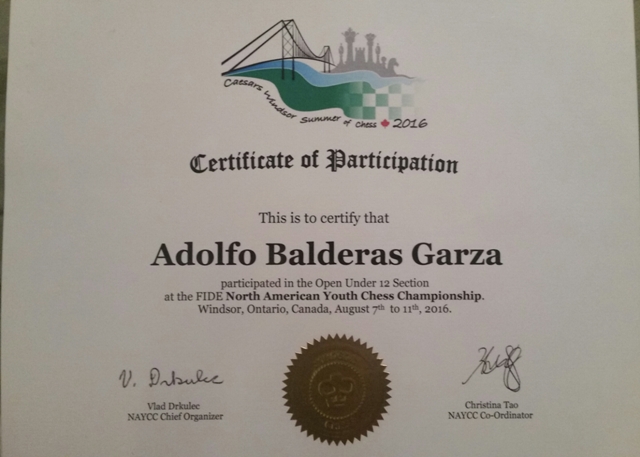 Caesars Windsor Summer of Chess 2016
Certificate of Participation
This is to certify that
Adolfo Balderas Garza
participated in the Open Under 12 Section
at the FIDE North American Youth Chess Championship.
Windsor, Ontario, Canada, August 7th to 11th, 2016.
V. Drkulec
Vlad Drkulec
NAYCC Chief Organizer
Christina Tao
NAYCC Co-Ordinator